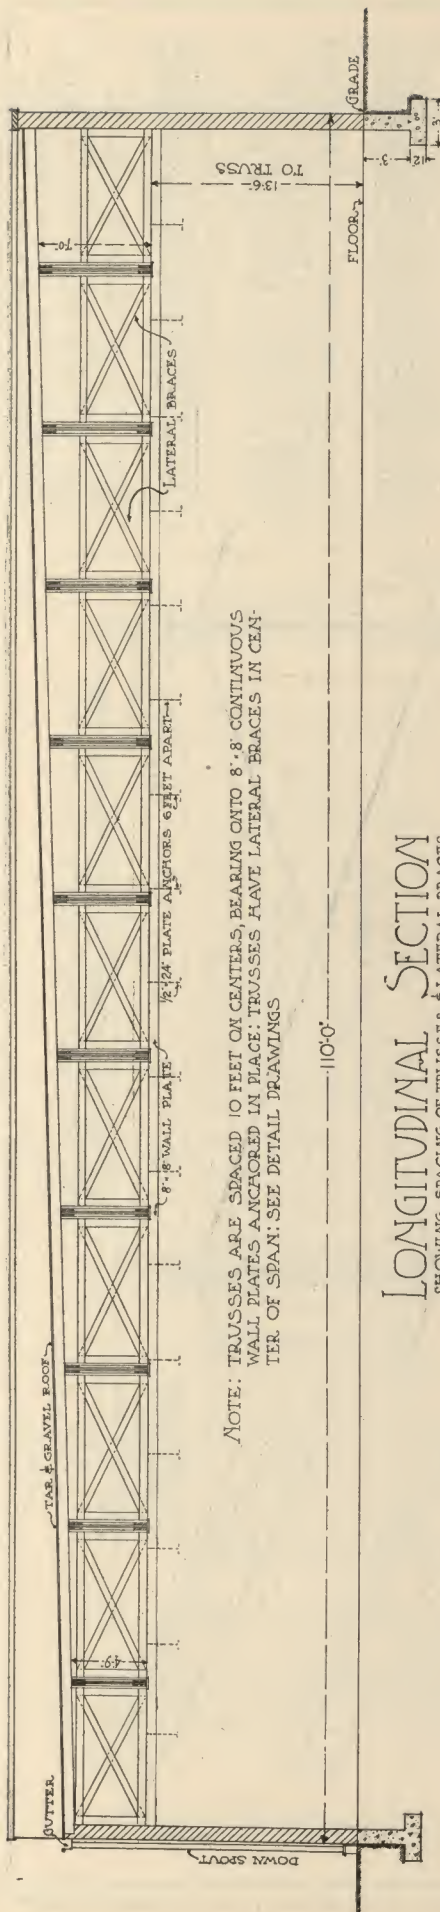 GUTTER
TAR & GRAVEL ROOF
LATERAL BRACES
7'-0"
4'-9"
8"×8" WALL PLATE
½"×24" PLATE ANCHORS 6 FEET APART
13'-6"
TO TRUSS
DOWN SPOUT
NOTE: TRUSSES ARE SPACED 10 FEET ON CENTERS, BEARING ONTO 8"×8" CONTINUOUS
WALL PLATES ANCHORED IN PLACE: TRUSSES HAVE LATERAL BRACES IN CEN-
TER OF SPAN: SEE DETAIL DRAWINGS
110'-0"
FLOOR
GRADE
3'
12"
3'
LONGITUDINAL SECTION
SHOWING SPACING OF TRUSSES & LATERAL BRACES